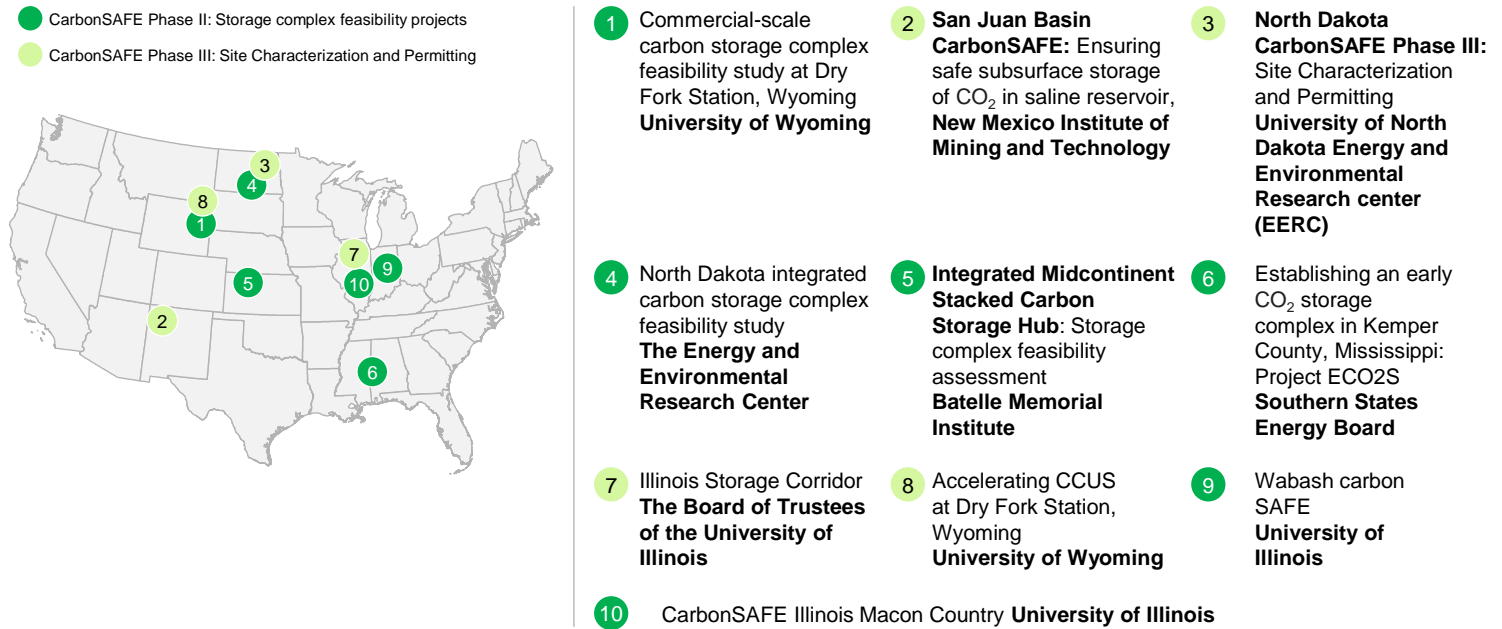 CarbonSAFE Phase II: Storage complex feasibility projects
CarbonSAFE Phase III: Site Characterization and Permitting
3
4
8
1
7
9
5
10
2
6
1
Commercial-scale
carbon storage complex
feasibility study at Dry
Fork Station, Wyoming
University of Wyoming
2
San Juan Basin
CarbonSAFE: Ensuring
safe subsurface storage
of CO₂ in saline reservoir,
New Mexico Institute of
Mining and Technology
3
North Dakota
CarbonSAFE Phase III:
Site Characterization
and Permitting
University of North
Dakota Energy and
Environmental
Research center
(EERC)
4
North Dakota integrated
carbon storage complex
feasibility study
The Energy and
Environmental
Research Center
5
Integrated Midcontinent
Stacked Carbon
Storage Hub: Storage
complex feasibility
assessment
Batelle Memorial
Institute
6
Establishing an early
CO₂ storage
complex in Kemper
County, Mississippi:
Project ECO2S
Southern States
Energy Board
7
Illinois Storage Corridor
The Board of Trustees
of the University of
Illinois
8
Accelerating CCUS
at Dry Fork Station,
Wyoming
University of Wyoming
9
Wabash carbon
SAFE
University of
Illinois
10
CarbonSAFE Illinois Macon Country University of Illinois